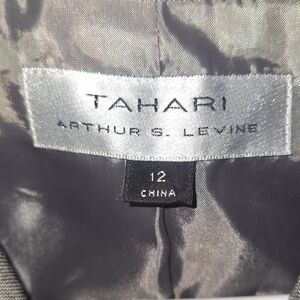 TAHARI
ARTHUR S. LEVINE
12
CHINA